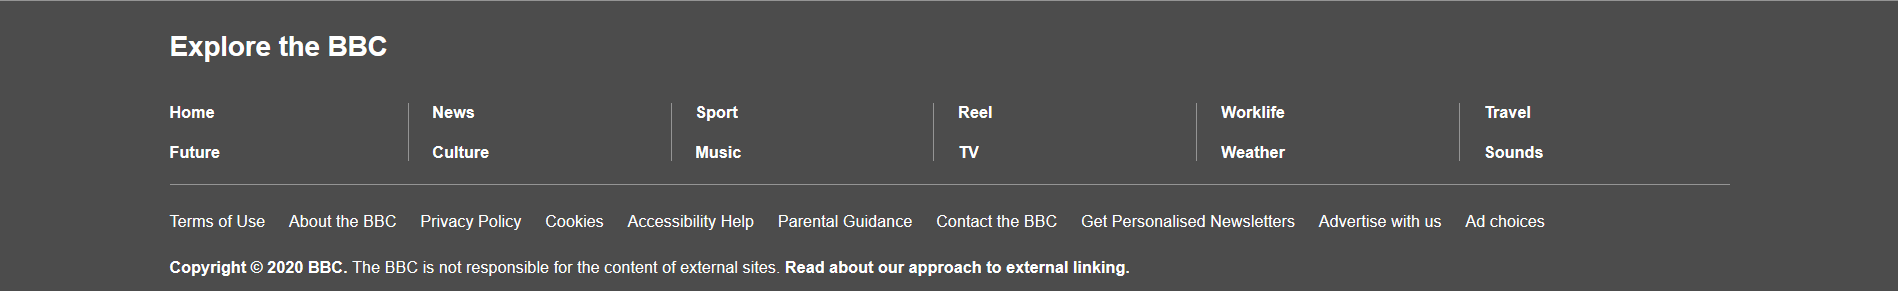 Explore the BBC
Home News Sport Reel Worklife Travel
Future Culture Music TV Weather Sounds
Terms of Use About the BBC Privacy Policy Cookies Accessibility Help Parental Guidance Contact the BBC Get Personalised Newsletters Advertise with us Ad choices
Copyright © 2020 BBC. The BBC is not responsible for the content of external sites. Read about our approach to external linking.